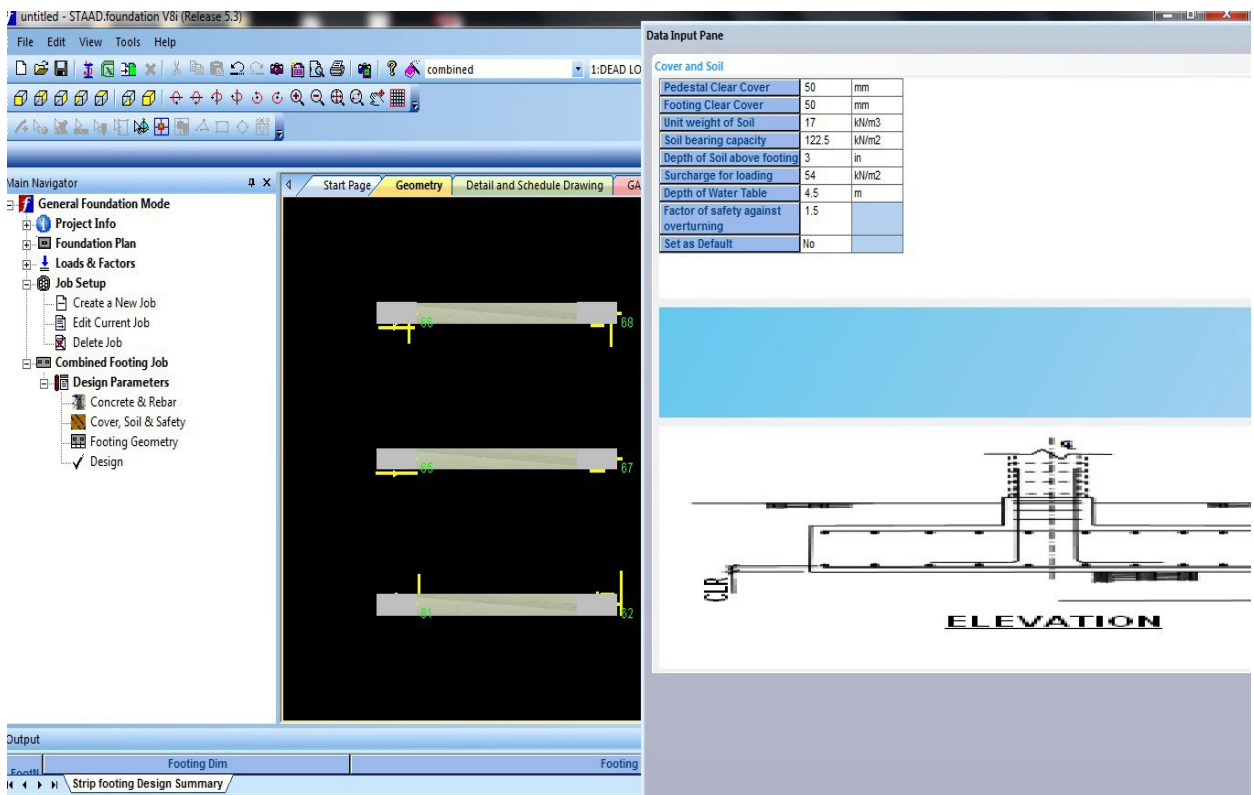 untitled - STAAD.foundation V8i (Release 5.3)
File Edit View Tools Help
combined 1:DEAD LO
Main Navigator
General Foundation Mode
Project Info
Foundation Plan
Loads & Factors
Job Setup
Create a New Job
Edit Current Job
Delete Job
Combined Footing Job
Design Parameters
Concrete & Rebar
Cover, Soil & Safety
Footing Geometry
Design
Start Page Geometry Detail and Schedule Drawing GA
66 68
65 67
61 62
Data Input Pane
Cover and Soil
Pedestal Clear Cover 50 mm
Footing Clear Cover 50 mm
Unit weight of Soil 17 kN/m3
Soil bearing capacity 122.5 kN/m2
Depth of Soil above footing 3 in
Surcharge for loading 54 kN/m2
Depth of Water Table 4.5 m
Factor of safety against 1.5
overturning
Set as Default No
CLR
ELEVATION
Output
Footing Dim Footing
FootN
Strip footing Design Summary